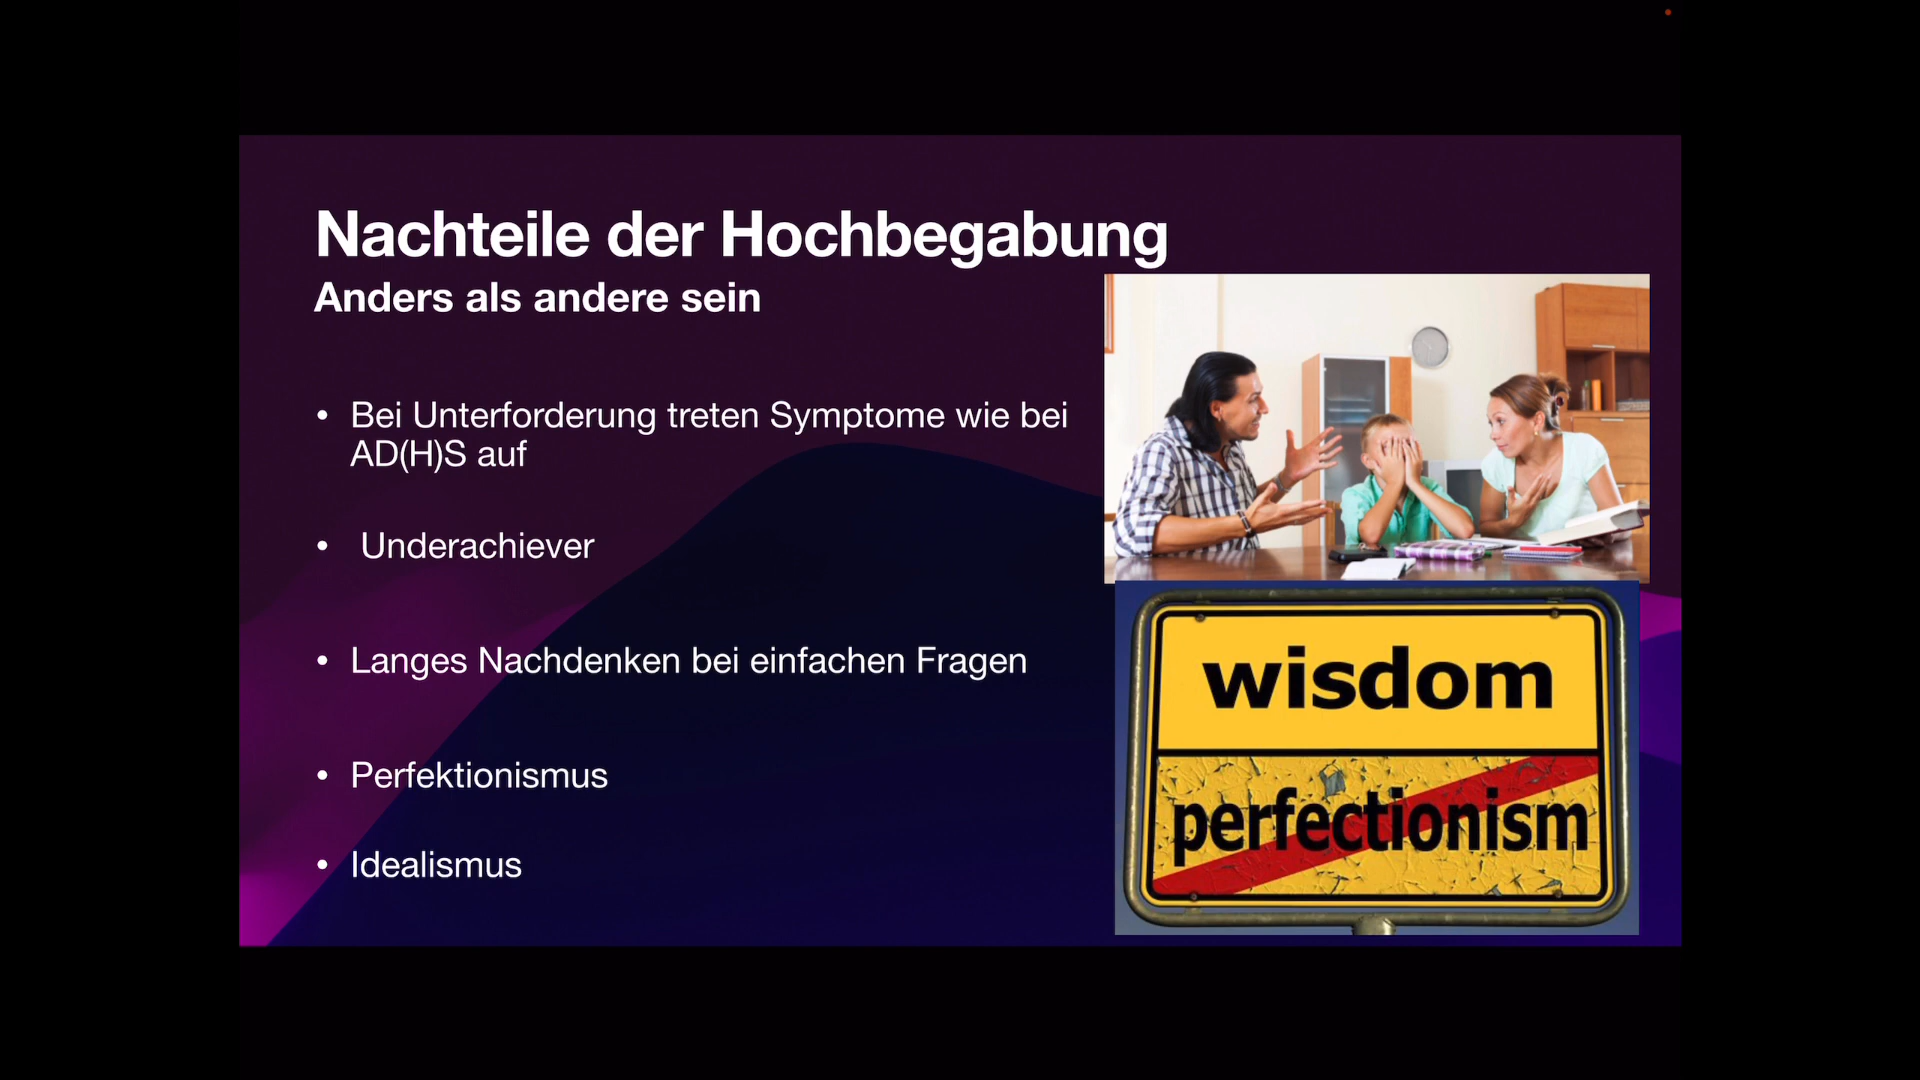 Nachteile der Hochbegabung
Anders als andere sein
• Bei Unterforderung treten Symptome wie bei
AD(H)S auf
• Underachiever
• Langes Nachdenken bei einfachen Fragen
• Perfektionismus
• Idealismus
wisdom
perfectionism